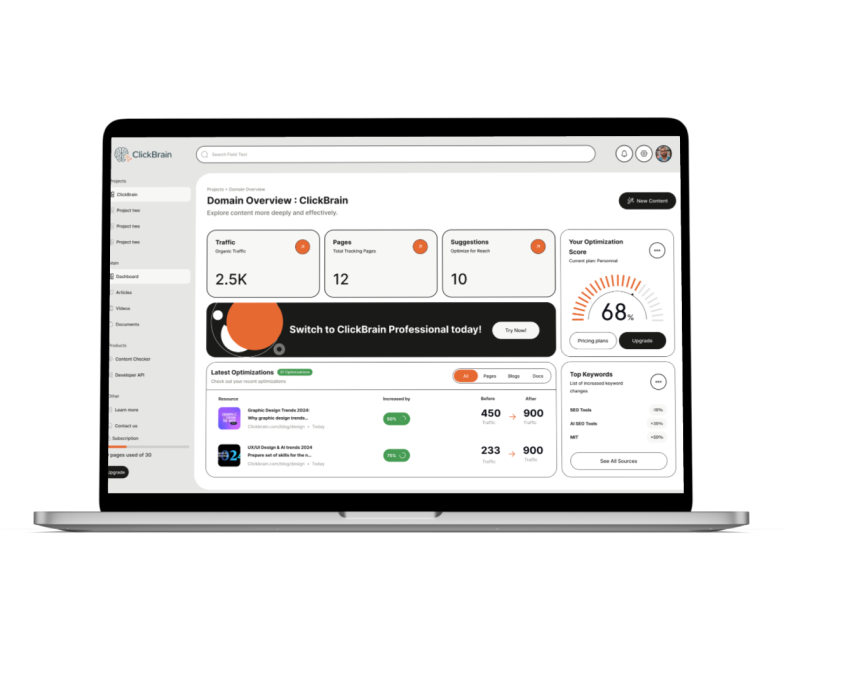 ClickBrain
Search Field Text
Projects
ClickBrain
Project two
Project two
Project two
Dashboard
Articles
Videos
Documents
Products
Content Checker
Developer API
Other
Learn more
Contact us
Subscription
pages used of 30
Upgrade
Projects > Domain Overview
Domain Overview : ClickBrain
Explore content more deeply and effectively.
New Content
Traffic
Organic Traffic
2.5K
Pages
Total Tracking Pages
12
Suggestions
Optimize for Reach
10
Switch to ClickBrain Professional today!
Try Now!
Your Optimization
Score
Current plan: Personnal
68%
Pricing plans
Upgrade
Latest Optimizations
AI Optimizations
Check out your recent optimizations
All
Pages
Blogs
Docs
Resource
Increased by
Before
After
Graphic Design Trends 2024:
Why graphic design trends...
Clickbrain.com/blog/design • Today
50%
450
Traffic
900
Traffic
UX/UI Design & AI trends 2024
Prepare set of skills for the n...
Clickbrain.com/blog/design • Today
75%
233
Traffic
900
Traffic
Top Keywords
List of increased keyword
changes
SEO Tools
AI SEO Tools
MIT
+50%
See All Sources